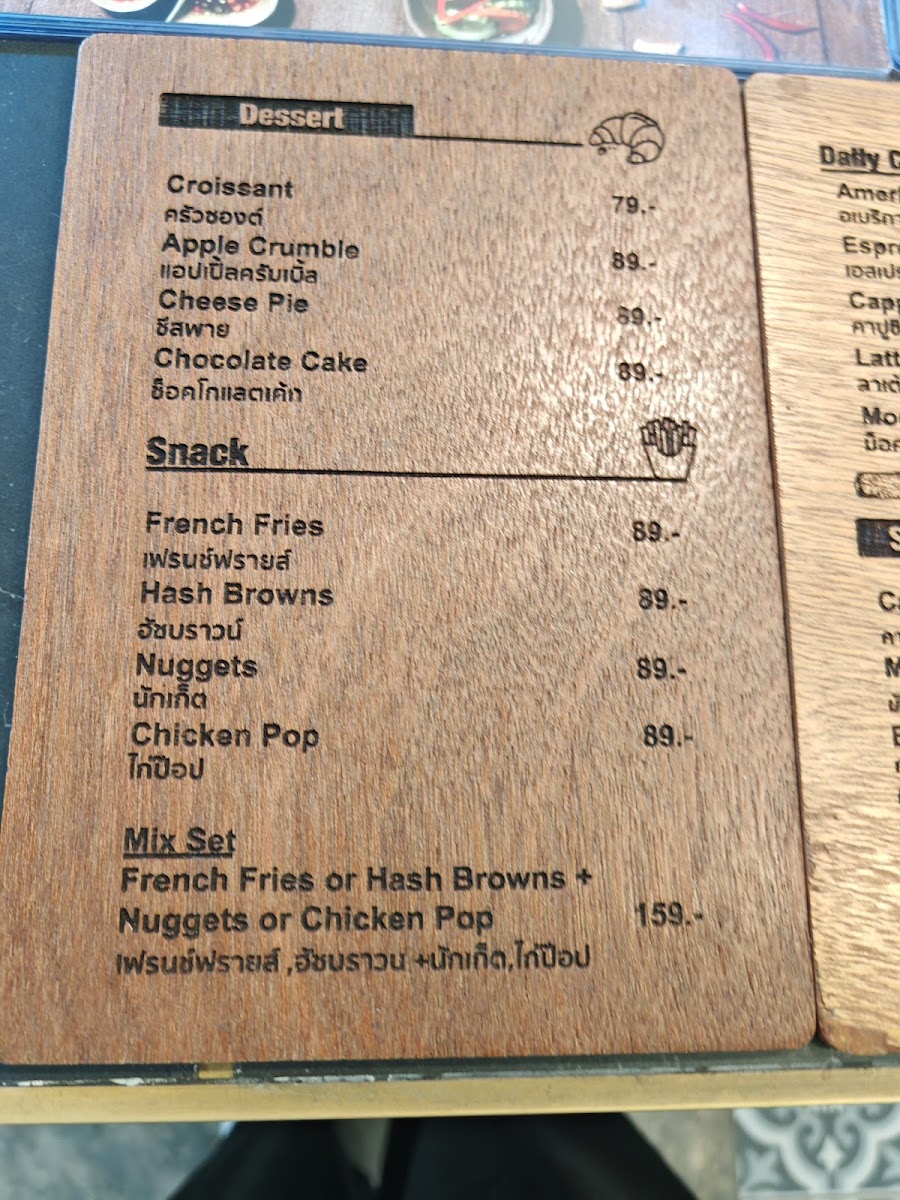 Dessert
Croissant 79.-
ครัวซองต์
Apple Crumble 89.-
แอปเปิ้ลครัมเบิ้ล
Cheese Pie 89.-
ชีสพาย
Chocolate Cake 89.-
ช็อคโกแลตเค้ก
Snack
French Fries 89.-
เฟรนช์ฟรายส์
Hash Browns 89.-
ฮัชบราวน์
Nuggets 89.-
นักเก็ต
Chicken Pop 89.-
ไก่ป๊อป
Mix Set
French Fries or Hash Browns +
Nuggets or Chicken Pop 159.-
เฟรนช์ฟรายส์ ,ฮัชบราวน +นักเก็ต,ไก่ป๊อป